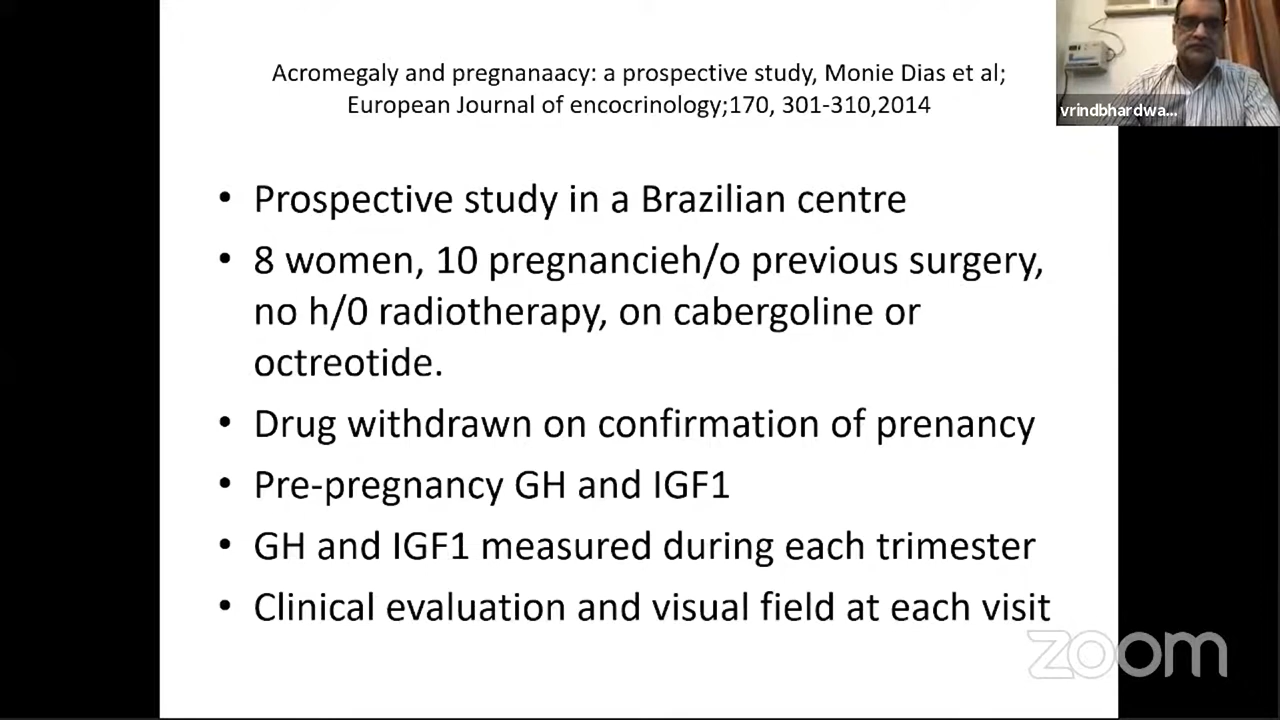 Acromegaly and pregnanaacy: a prospective study, Monie Dias et al;
European Journal of encocrinology;170, 301-310,2014
vrindbhardwa...
• Prospective study in a Brazilian centre
• 8 women, 10 pregnancieh/o previous surgery,
no h/0 radiotherapy, on cabergoline or
octreotide.
• Drug withdrawn on confirmation of prenancy
• Pre-pregnancy GH and IGF1
• GH and IGF1 measured during each trimester
• Clinical evaluation and visual field at each visit
zoom